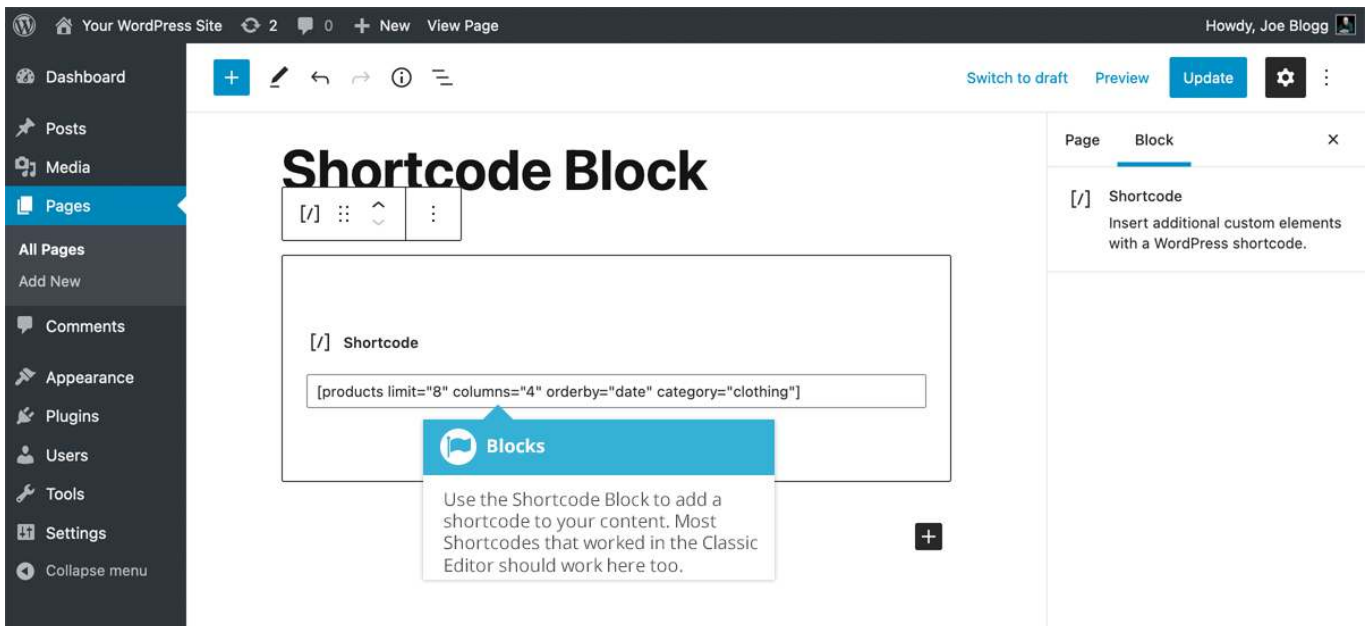 Your WordPress Site 2 0 New View Page Howdy, Joe Blogg
Dashboard
Posts
Media
Pages
All Pages
Add New
Comments
Appearance
Plugins
Users
Tools
Settings
Collapse menu
Switch to draft Preview Update
Shortcode Block
[/]
[/] Shortcode
[products limit="8" columns="4" orderby="date" category="clothing"]
Blocks
Use the Shortcode Block to add a
shortcode to your content. Most
Shortcodes that worked in the Classic
Editor should work here too.
Page Block
[/] Shortcode
Insert additional custom elements
with a WordPress shortcode.